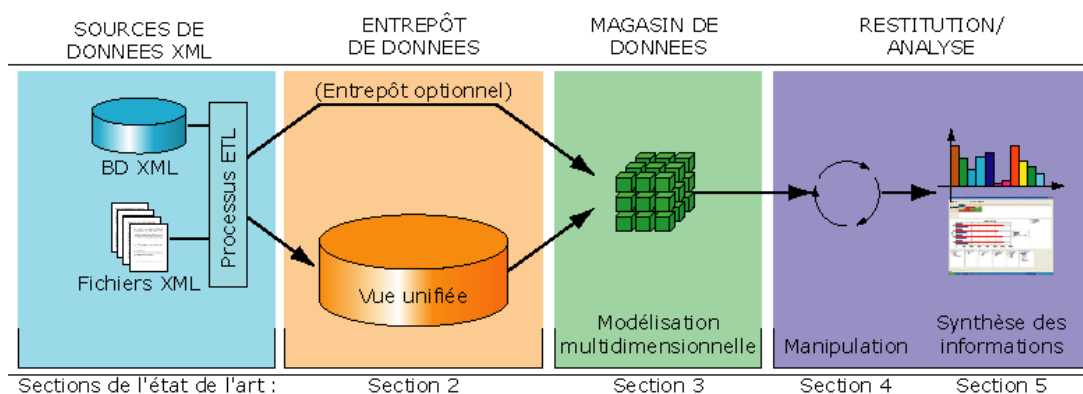 SOURCES DE
DONNEES XML
ENTREPÔT
DE DONNEES
MAGASIN DE
DONNEES
RESTITUTION/
ANALYSE
(Entrepôt optionnel)
BD XML
Processus ETL
Fichiers XML
Vue unifiée
Modélisation
multidimensionnelle
Manipulation
Synthèse des
informations
Sections de l'état de l'art :
Section 2
Section 3
Section 4
Section 5